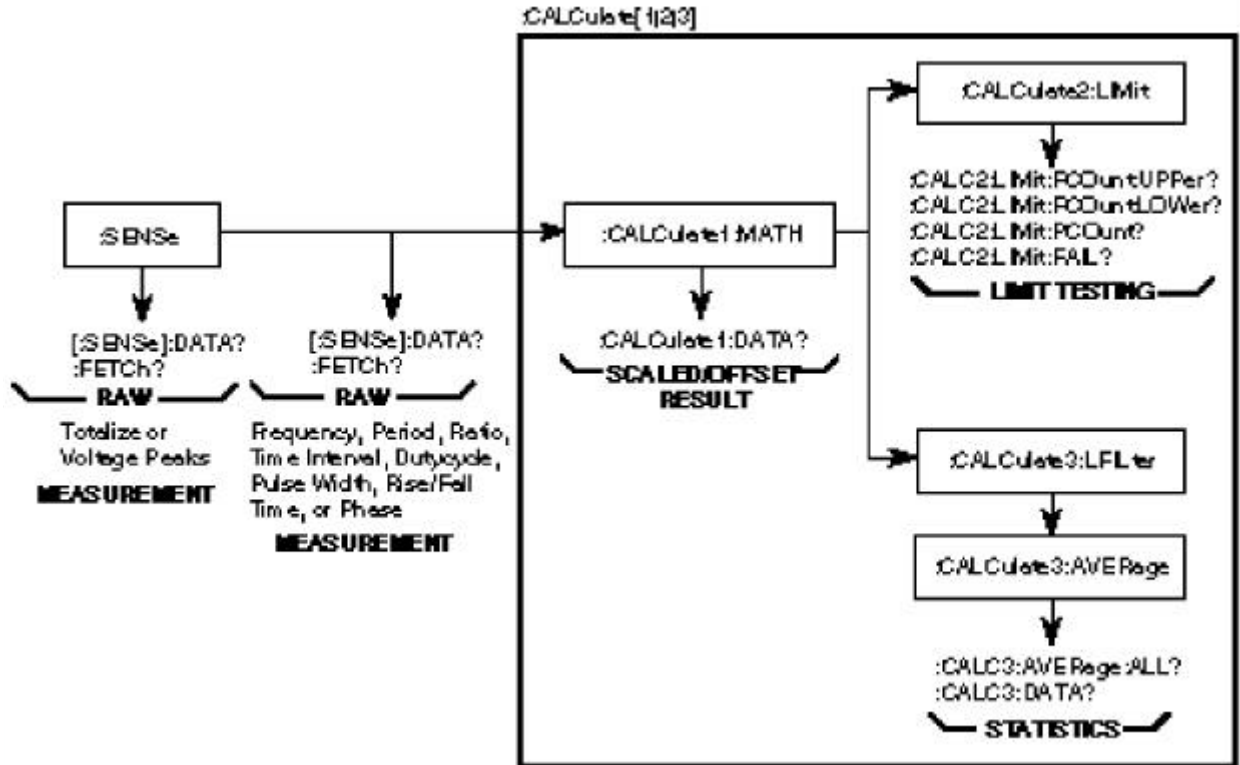 :CALCulate[1|2|3]
:CALCulate2:LIMit
:CALC2:LIMit:FCOunt:UPPer?
:CALC2:LIMit:FCOunt:LOWer?
:CALC2:LIMit:PCOunt?
:CALC2:LIMit:FAIL?
LIMIT TESTING
:SENSe
:CALCulate1:MATH
[:SENSe]:DATA?
:FETCh?
RAW
Totalize or
Voltage Peaks
MEASUREMENT
[:SENSe]:DATA?
:FETCh?
RAW
Frequency, Period, Ratio,
Time Interval, Dutycycle,
Pulse Width, Rise/Fall
Time, or Phase
MEASUREMENT
:CALCulate1:DATA?
SCALED/OFFSET
RESULT
:CALCulate3:LFILter
:CALCulate3:AVERage
:CALC3:AVERage:ALL?
:CALC3:DATA?
STATISTICS